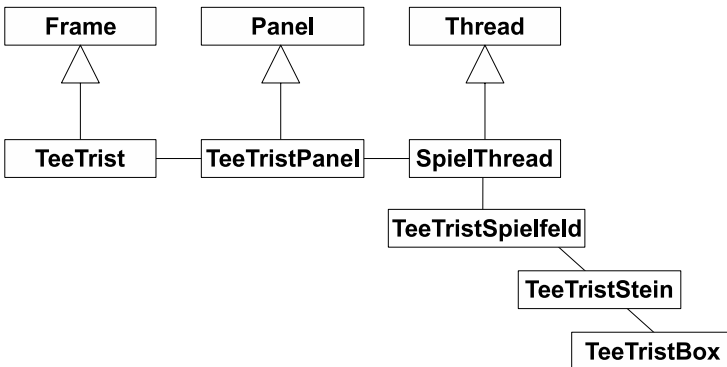 Frame
Panel
Thread
TeeTrist
TeeTristPanel
SpielThread
TeeTristSpielfeld
TeeTristStein
TeeTristBox